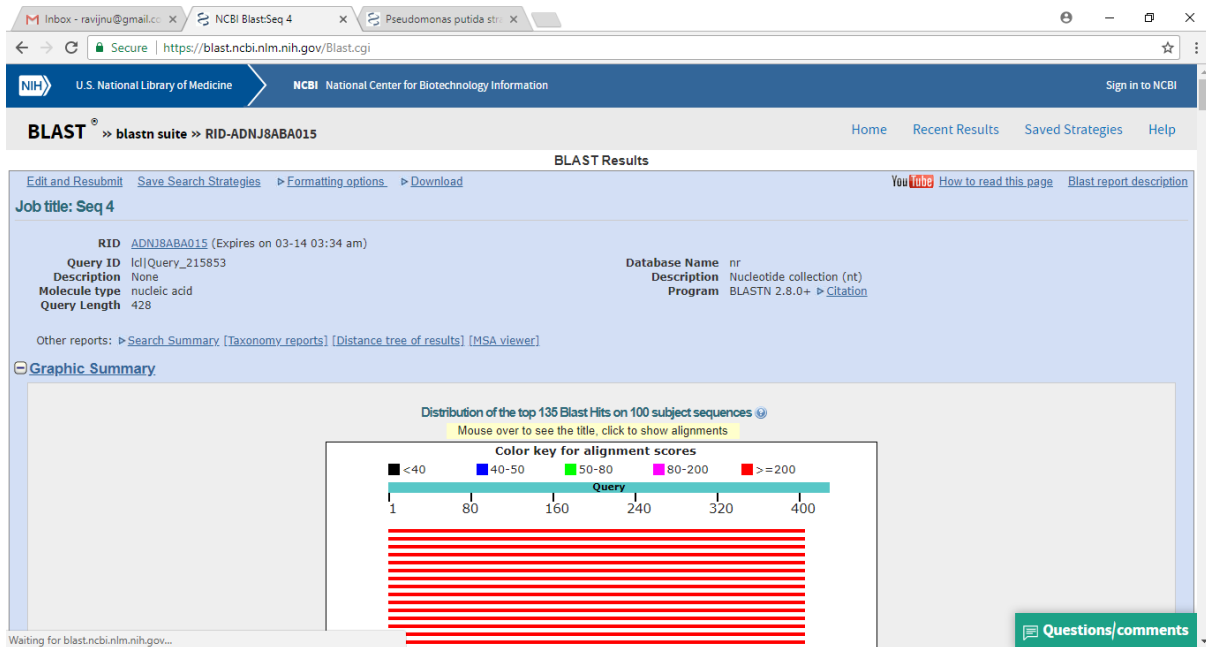 Inbox - ravijnu@gmail.co
NCBI Blast:Seq 4
Pseudomonas putida stra
Secure | https://blast.ncbi.nlm.nih.gov/Blast.cgi
NIH U.S. National Library of Medicine NCBI National Center for Biotechnology Information Sign in to NCBI
BLAST ® » blastn suite » RID-ADNJ8ABA015 Home Recent Results Saved Strategies Help
BLAST Results
Edit and Resubmit Save Search Strategies Formatting options Download YouTube How to read this page Blast report description
Job title: Seq 4
RID ADNJ8ABA015 (Expires on 03-14 03:34 am)
Query ID lcl|Query_215853 Database Name nr
Description None Description Nucleotide collection (nt)
Molecule type nucleic acid Program BLASTN 2.8.0+ Citation
Query Length 428
Other reports: Search Summary [Taxonomy reports] [Distance tree of results] [MSA viewer]
Graphic Summary
Distribution of the top 135 Blast Hits on 100 subject sequences
Mouse over to see the title, click to show alignments
Color key for alignment scores
<40 40-50 50-80 80-200 >=200
Query
1 80 160 240 320 400
Waiting for blast.ncbi.nlm.nih.gov...
Questions/comments